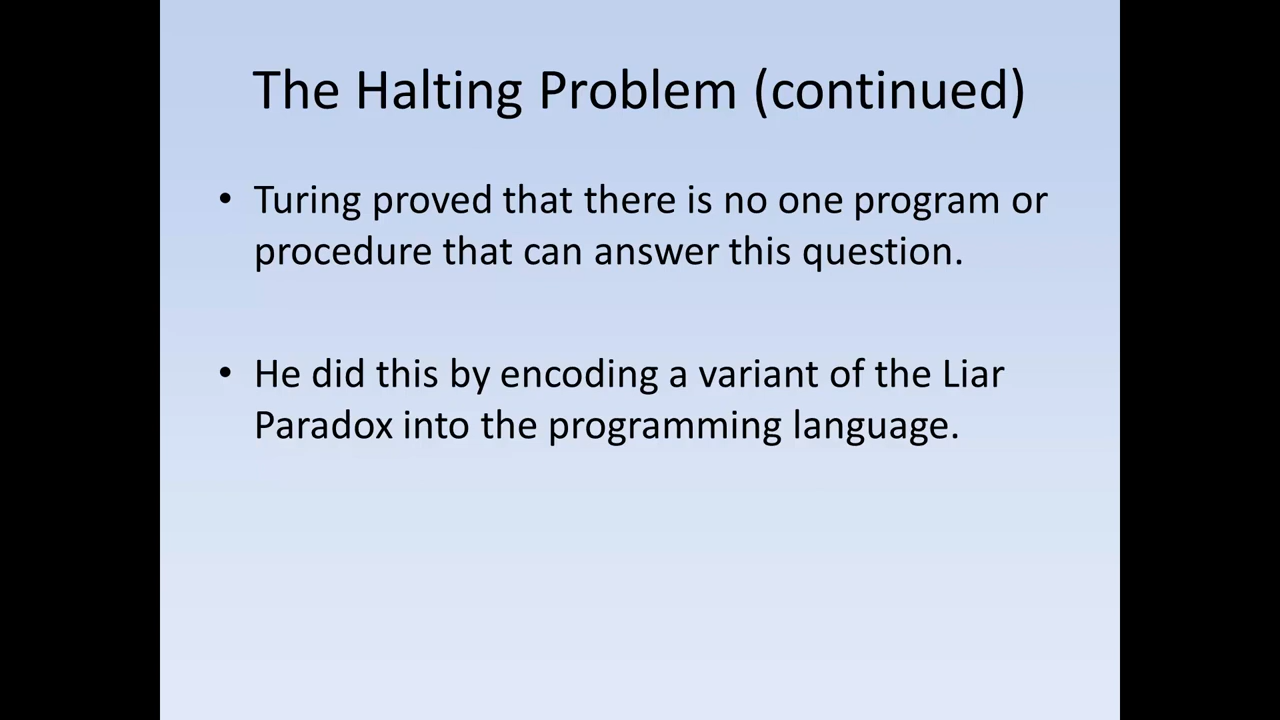 The Halting Problem (continued)
• Turing proved that there is no one program or
procedure that can answer this question.
• He did this by encoding a variant of the Liar
Paradox into the programming language.